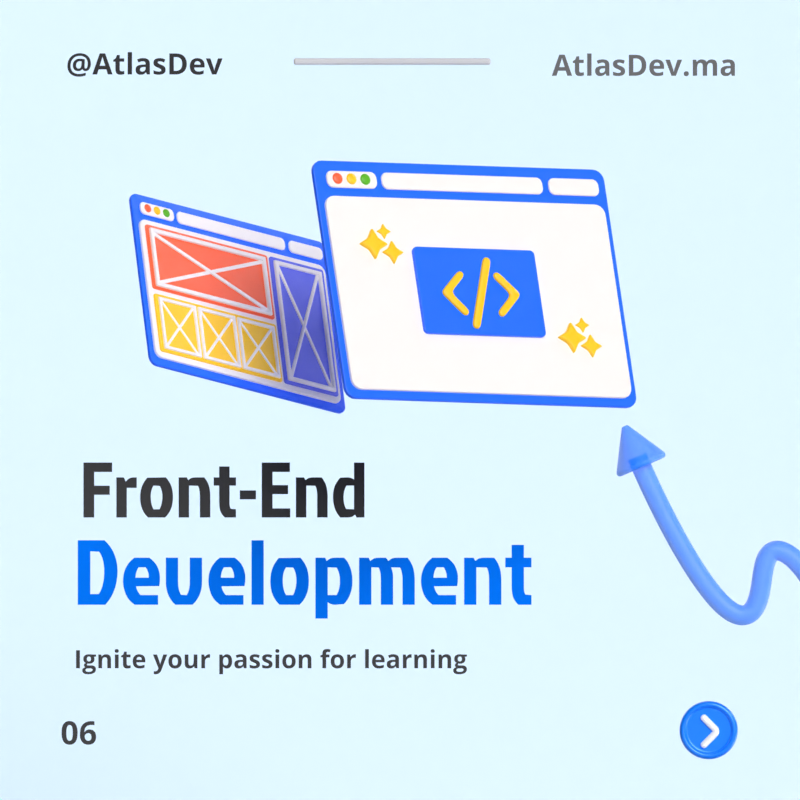 @AtlasDev
AtlasDev.ma
</>
Front-End
Development
Ignite your passion for learning
06